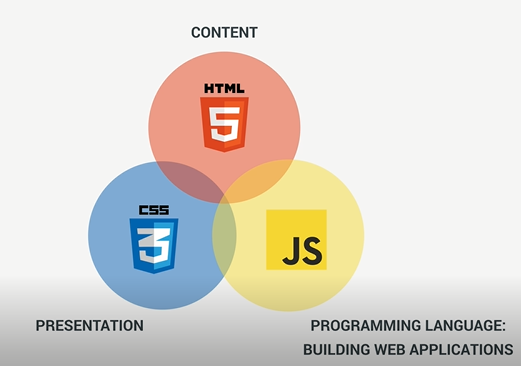 CONTENT
HTML
5
CSS
3
JS
PRESENTATION
PROGRAMMING LANGUAGE:
BUILDING WEB APPLICATIONS